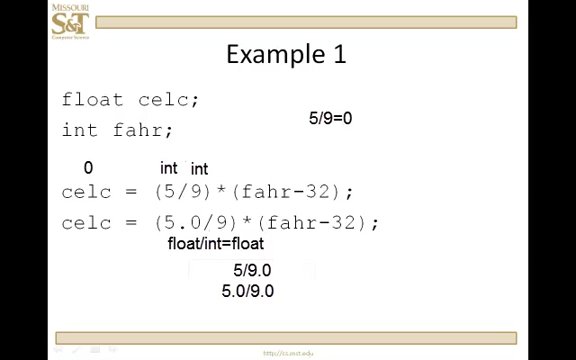 MISSOURI
S&T
Computer Science
Example 1
float celc;
5/9=0
int fahr;
0 int int
celc = (5/9)*(fahr-32);
celc = (5.0/9)*(fahr-32);
float/int=float
5/9.0
5.0/9.0
http://cs.mst.edu